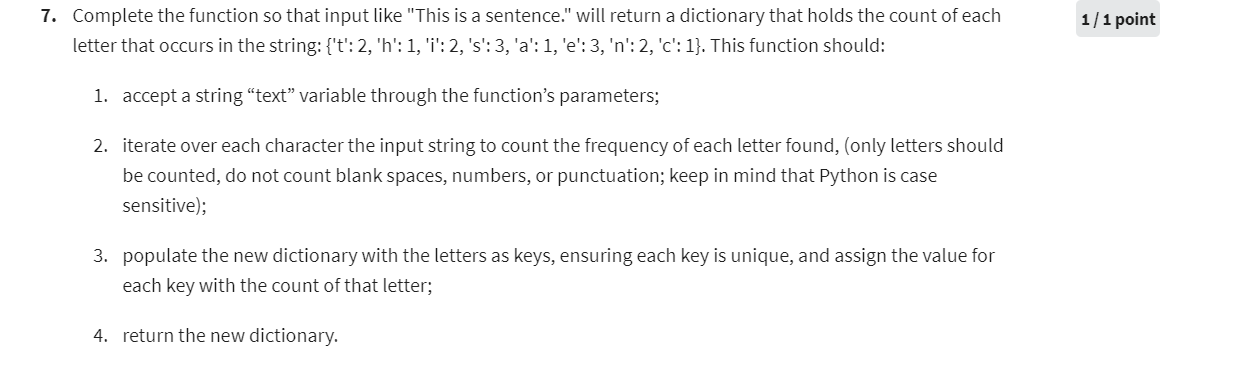 7. Complete the function so that input like "This is a sentence." will return a dictionary that holds the count of each
1 / 1 point
letter that occurs in the string: {'t': 2, 'h': 1, 'i': 2, 's': 3, 'a': 1, 'e': 3, 'n': 2, 'c': 1}. This function should:
1. accept a string “text” variable through the function’s parameters;
2. iterate over each character the input string to count the frequency of each letter found, (only letters should
be counted, do not count blank spaces, numbers, or punctuation; keep in mind that Python is case
sensitive);
3. populate the new dictionary with the letters as keys, ensuring each key is unique, and assign the value for
each key with the count of that letter;
4. return the new dictionary.